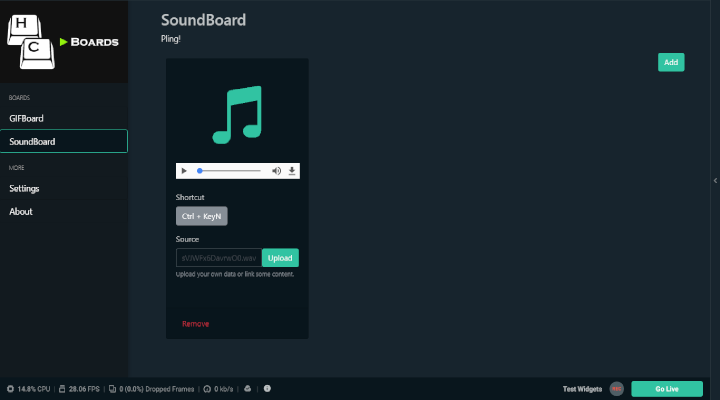 H
C
BOARDS
BOARDS
GIFBoard
SoundBoard
MORE
Settings
About
SoundBoard
Pling!
Add
Shortcut
Ctrl + KeyN
Source
Upload
Upload your own data or link some content.
Remove
14.8% CPU
28.06 FPS
0 (0.0%) Dropped Frames
0 kb/s
Test Widgets
REC
Go Live